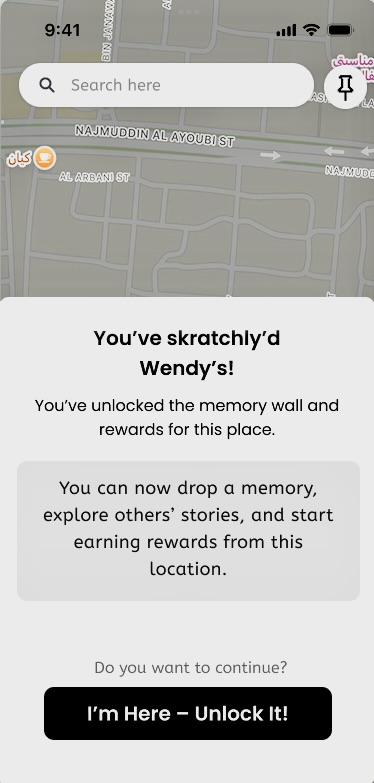 9:41
BIN JANAW
مناسبتي
Search here
NAJMUDDIN AL AYOUBI ST
كيان
NAJMUDD
AL ARBANI ST
You’ve skratchly’d
Wendy’s!
You’ve unlocked the memory wall and
rewards for this place.
You can now drop a memory,
explore others’ stories, and start
earning rewards from this
location.
Do you want to continue?
I’m Here – Unlock It!